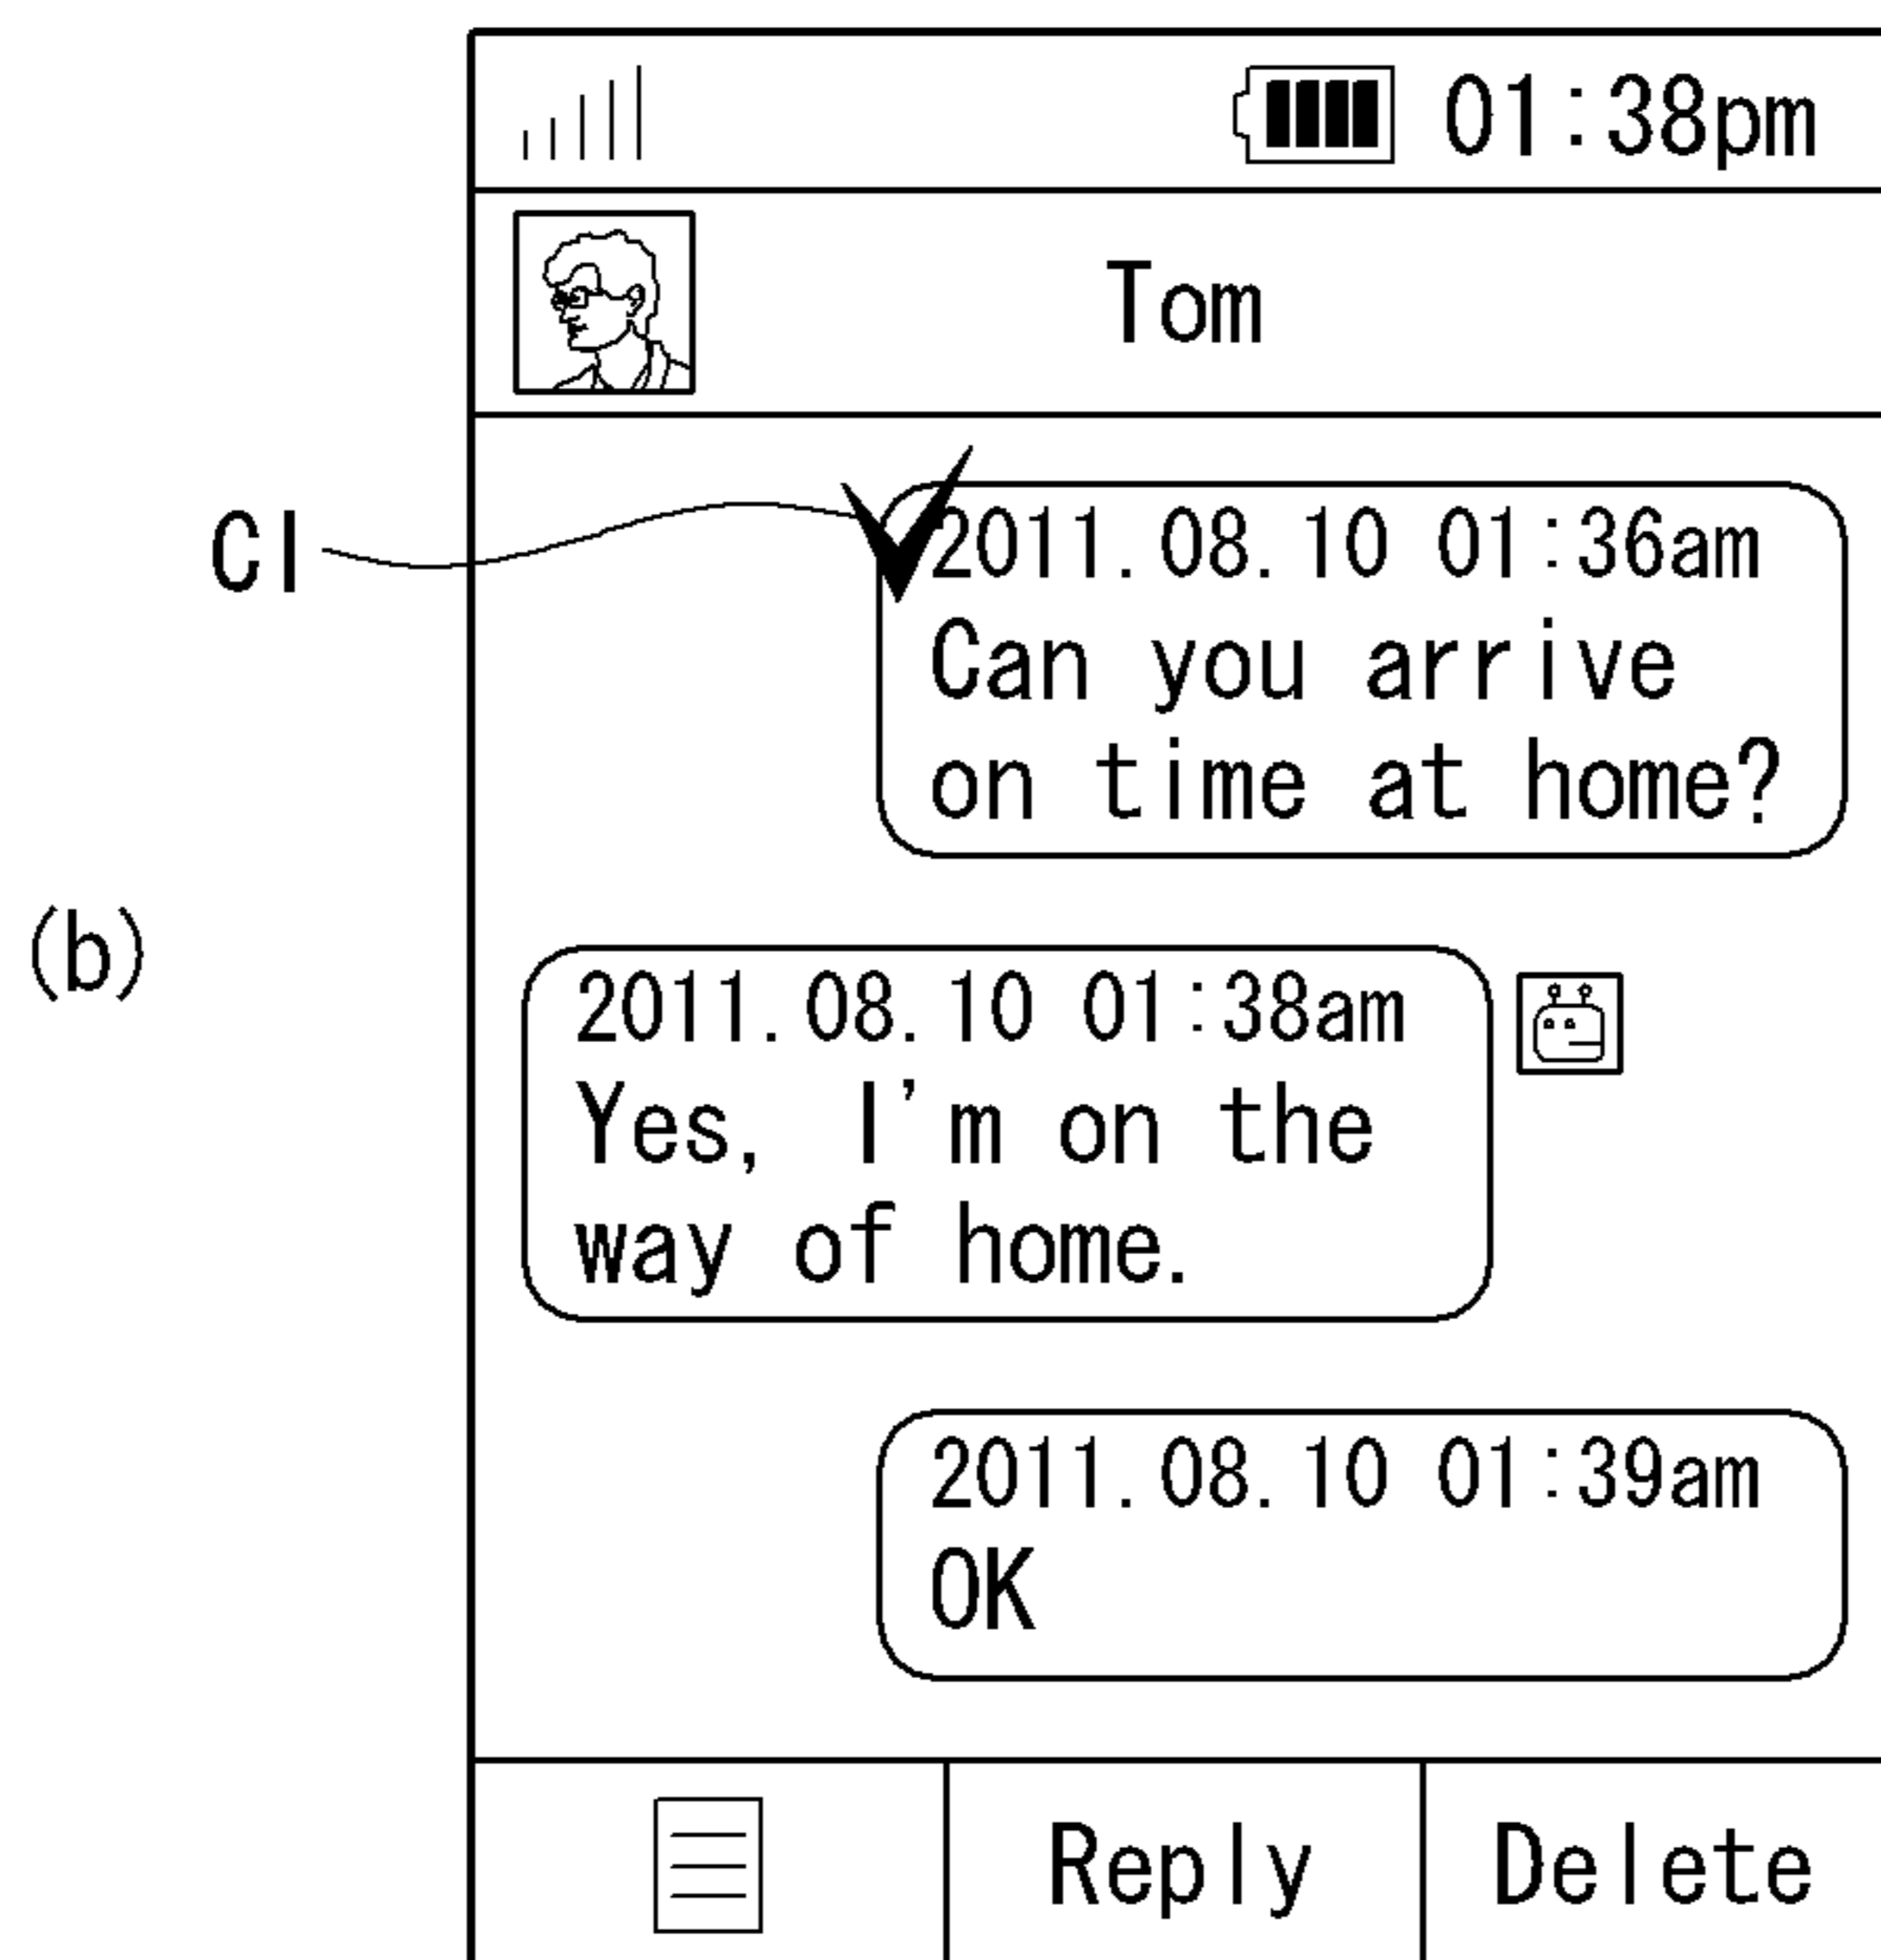 01:38pm
Tom
CI
2011.08.10 01:36am
Can you arrive
on time at home?
(b)
2011.08.10 01:38am
Yes, I'm on the
way of home.
2011.08.10 01:39am
OK
Reply Delete